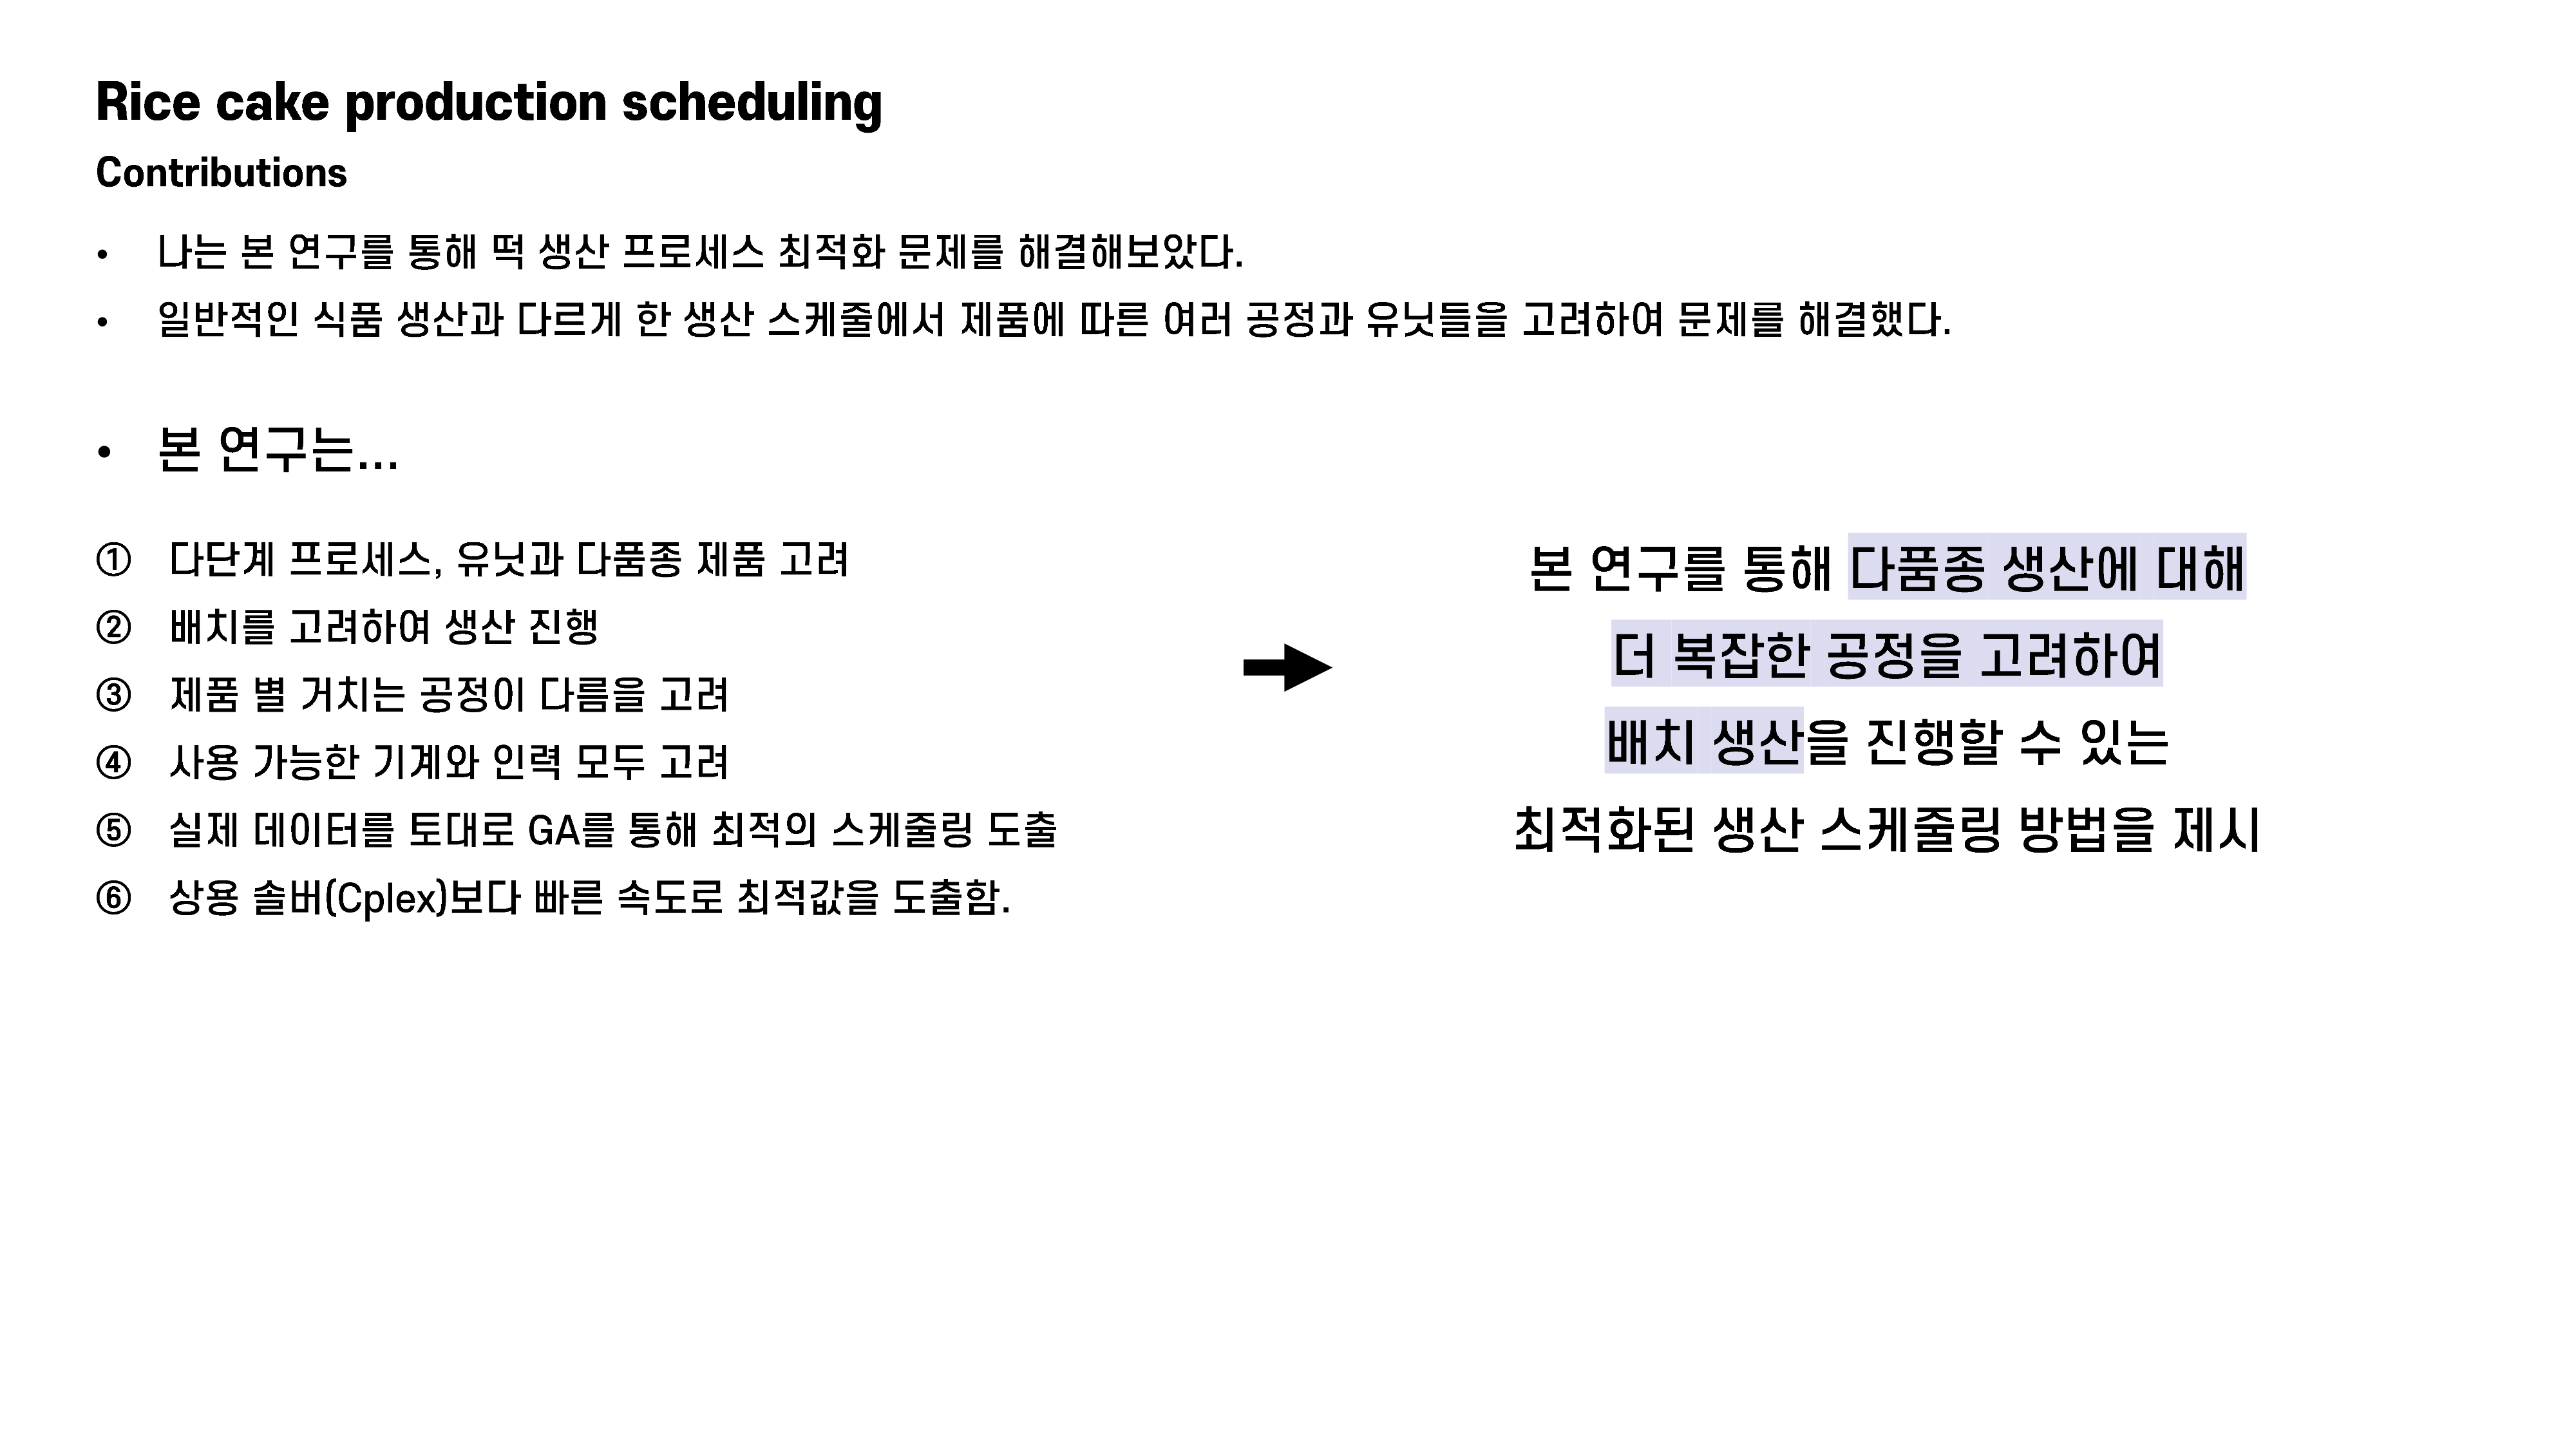 Rice cake production scheduling
Contributions
• 나는 본 연구를 통해 떡 생산 프로세스 최적화 문제를 해결해보았다.
• 일반적인 식품 생산과 다르게 한 생산 스케줄에서 제품에 따른 여러 공정과 유닛들을 고려하여 문제를 해결했다.
• 본 연구는...
① 다단계 프로세스, 유닛과 다품종 제품 고려
② 배치를 고려하여 생산 진행
③ 제품 별 거치는 공정이 다름을 고려
④ 사용 가능한 기계와 인력 모두 고려
⑤ 실제 데이터를 토대로 GA를 통해 최적의 스케줄링 도출
⑥ 상용 솔버(Cplex)보다 빠른 속도로 최적값을 도출함.
본 연구를 통해 다품종 생산에 대해
더 복잡한 공정을 고려하여
배치 생산을 진행할 수 있는
최적화된 생산 스케줄링 방법을 제시